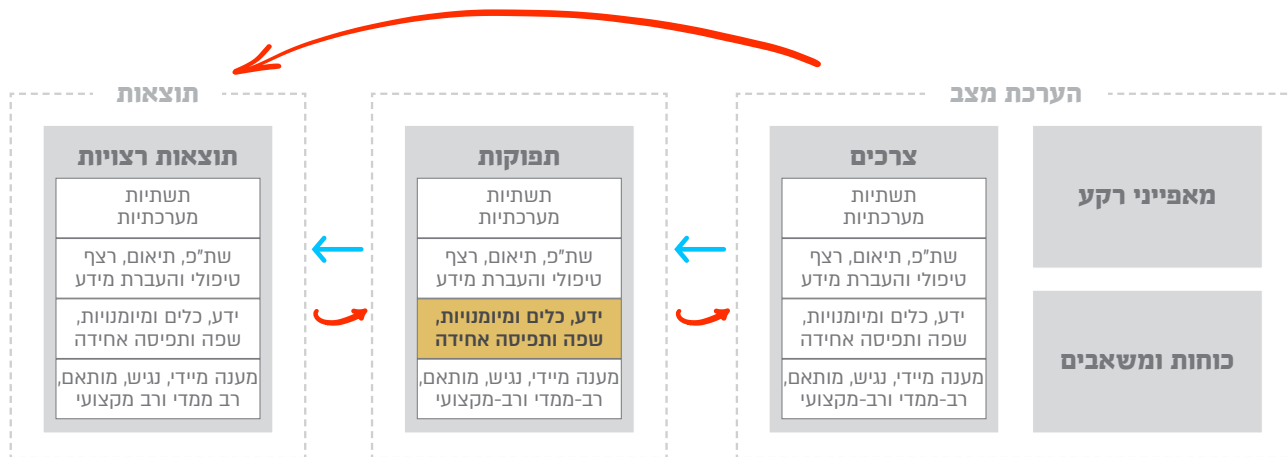 הערכת מצב
מאפייני רקע
כוחות ומשאבים
צרכים
תשתיות
מערכתיות
שת"פ, תיאום, רצף
טיפולי והעברת מידע
ידע, כלים ומיומנויות,
שפה ותפיסה אחידה
מענה מיידי, נגיש, מותאם,
רב-ממדי ורב-מקצועי
תפוקות
תשתיות
מערכתיות
שת"פ, תיאום, רצף
טיפולי והעברת מידע
ידע, כלים ומיומנויות,
שפה ותפיסה אחידה
מענה מיידי, נגיש, מותאם,
רב-ממדי ורב-מקצועי
תוצאות
תוצאות רצויות
תשתיות
מערכתיות
שת"פ, תיאום, רצף
טיפולי והעברת מידע
ידע, כלים ומיומנויות,
שפה ותפיסה אחידה
מענה מיידי, נגיש, מותאם,
רב ממדי ורב מקצועי